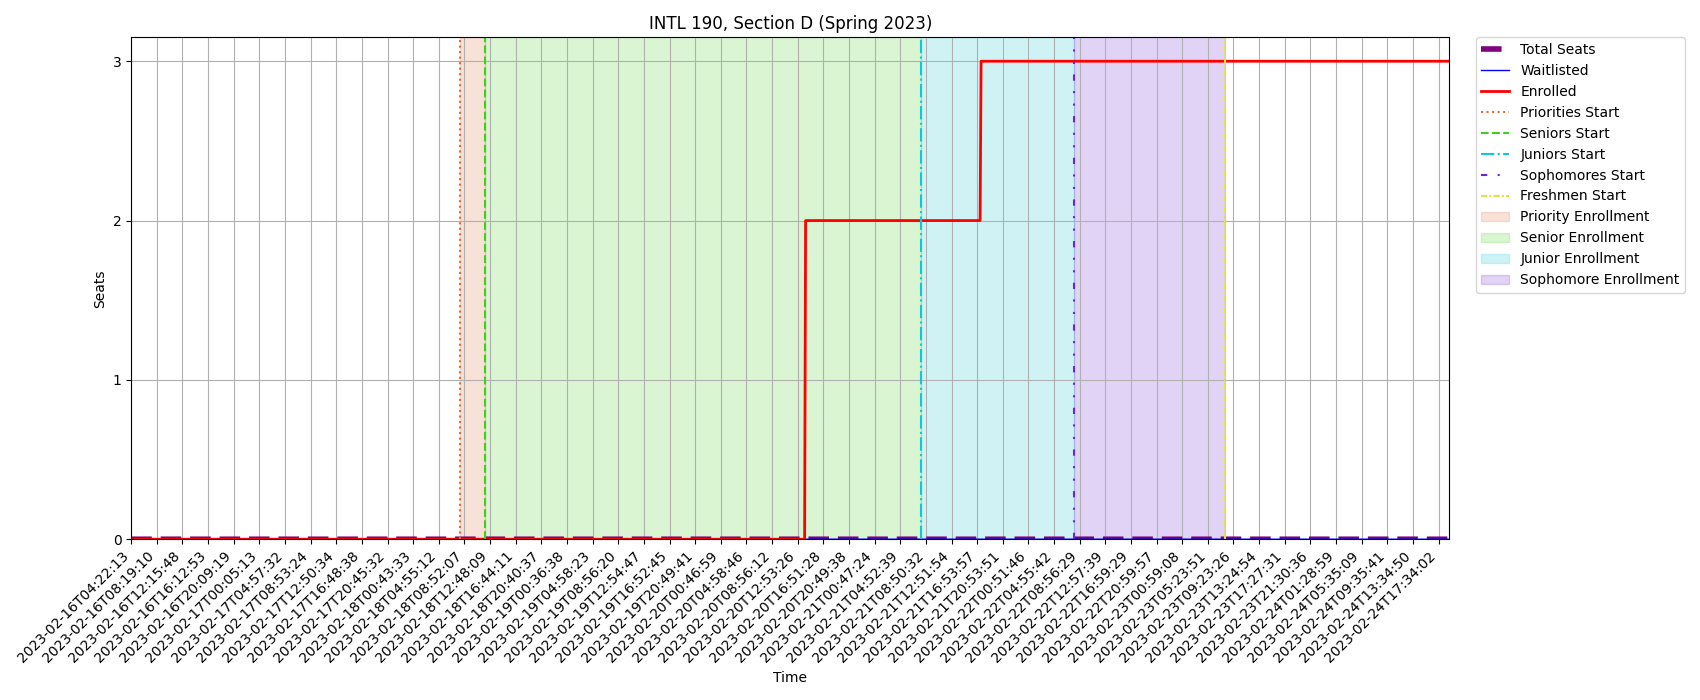 INTL 190, Section D (Spring 2023)
3
2
1
0
Seats
2023-02-16T04:22:13
2023-02-16T08:19:10
2023-02-16T12:15:48
2023-02-16T16:12:53
2023-02-16T20:09:19
2023-02-17T00:05:13
2023-02-17T04:57:32
2023-02-17T08:53:24
2023-02-17T12:50:34
2023-02-17T16:48:38
2023-02-17T20:45:32
2023-02-18T00:43:33
2023-02-18T04:55:12
2023-02-18T08:52:07
2023-02-18T12:48:09
2023-02-18T16:44:11
2023-02-18T20:40:37
2023-02-19T00:36:38
2023-02-19T04:58:23
2023-02-19T08:56:20
2023-02-19T12:54:47
2023-02-19T16:52:45
2023-02-19T20:49:41
2023-02-20T00:46:59
2023-02-20T04:58:46
2023-02-20T08:56:12
2023-02-20T12:53:26
2023-02-20T16:51:28
2023-02-20T20:49:38
2023-02-21T00:47:24
2023-02-21T04:52:39
2023-02-21T08:50:32
2023-02-21T12:51:54
2023-02-21T16:53:57
2023-02-21T20:53:51
2023-02-22T00:51:46
2023-02-22T04:55:42
2023-02-22T08:56:29
2023-02-22T12:57:39
2023-02-22T16:59:29
2023-02-22T20:59:57
2023-02-23T00:59:08
2023-02-23T05:23:51
2023-02-23T09:23:26
2023-02-23T13:24:54
2023-02-23T17:27:31
2023-02-23T21:30:36
2023-02-24T01:28:59
2023-02-24T05:35:09
2023-02-24T09:35:41
2023-02-24T13:34:50
2023-02-24T17:34:02
Time
Total Seats
Waitlisted
Enrolled
Priorities Start
Seniors Start
Juniors Start
Sophomores Start
Freshmen Start
Priority Enrollment
Senior Enrollment
Junior Enrollment
Sophomore Enrollment